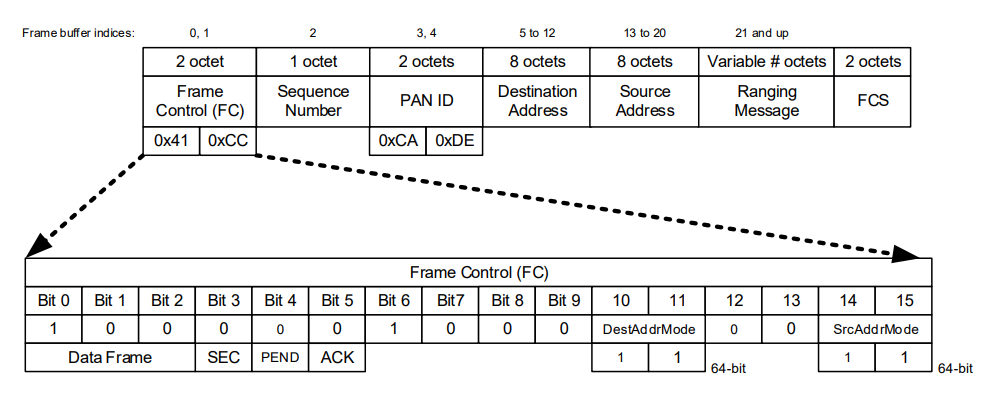 Frame buffer indices: 0, 1 2 3, 4 5 to 12 13 to 20 21 and up
2 octet 1 octet 2 octets 8 octets 8 octets Variable # octets 2 octets
Frame Control (FC) Sequence Number PAN ID Destination Address Source Address Ranging Message FCS
0x41 0xCC 0xCA 0xDE
Frame Control (FC)
Bit 0 Bit 1 Bit 2 Bit 3 Bit 4 Bit 5 Bit 6 Bit7 Bit 8 Bit 9 10 11 12 13 14 15
1 0 0 0 0 0 1 0 0 0 DestAddrMode 0 0 SrcAddrMode
Data Frame SEC PEND ACK 1 1 64-bit 1 1 64-bit